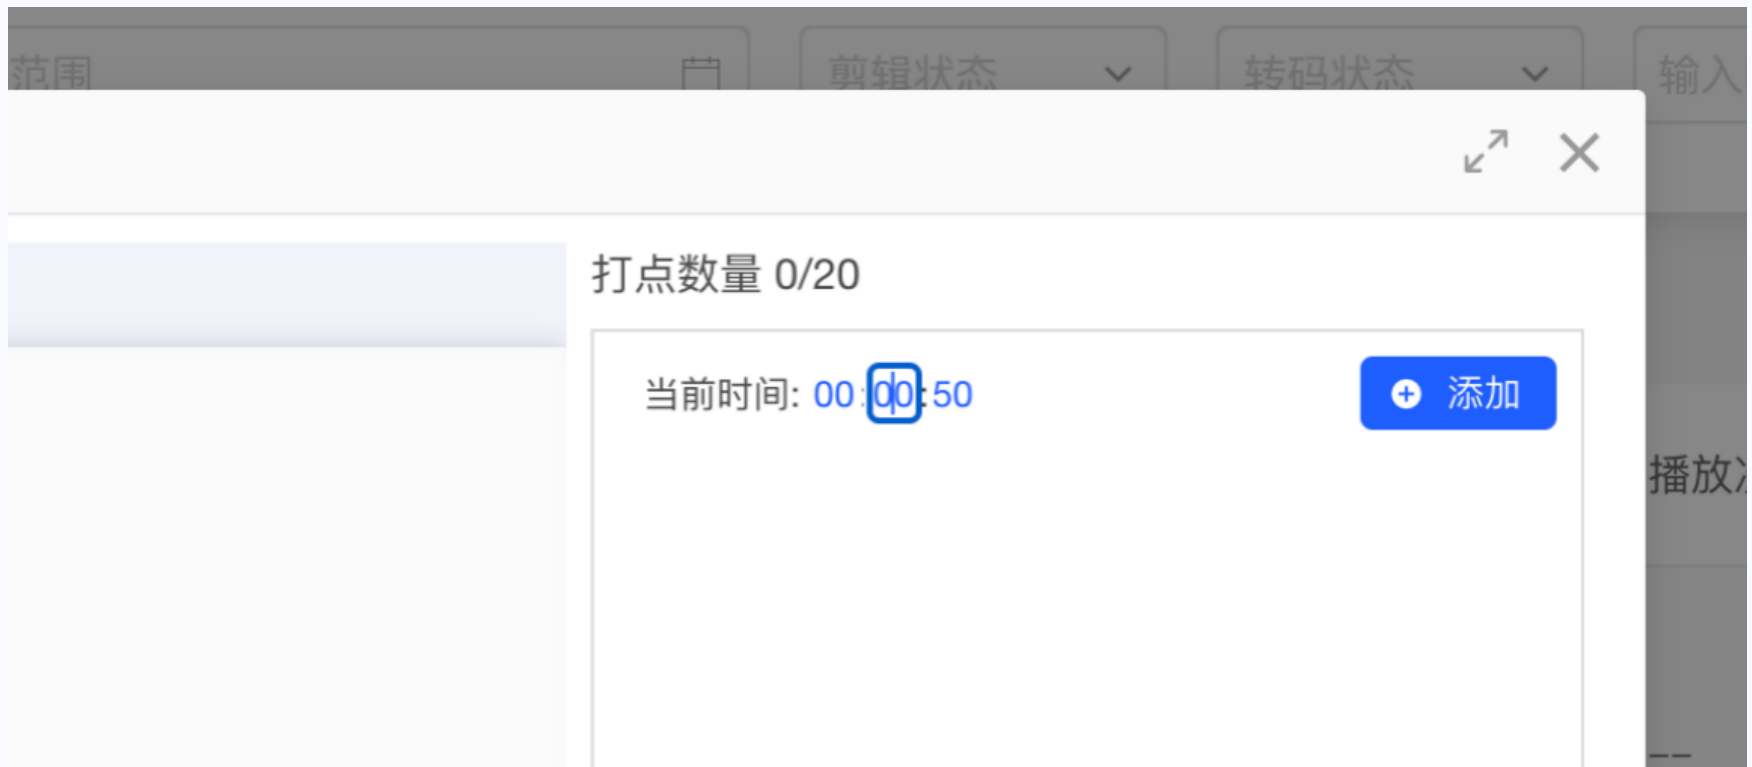 范围
剪辑状态
转码状态
输入
打点数量 0/20
当前时间: 00:00:50
添加
播放
--